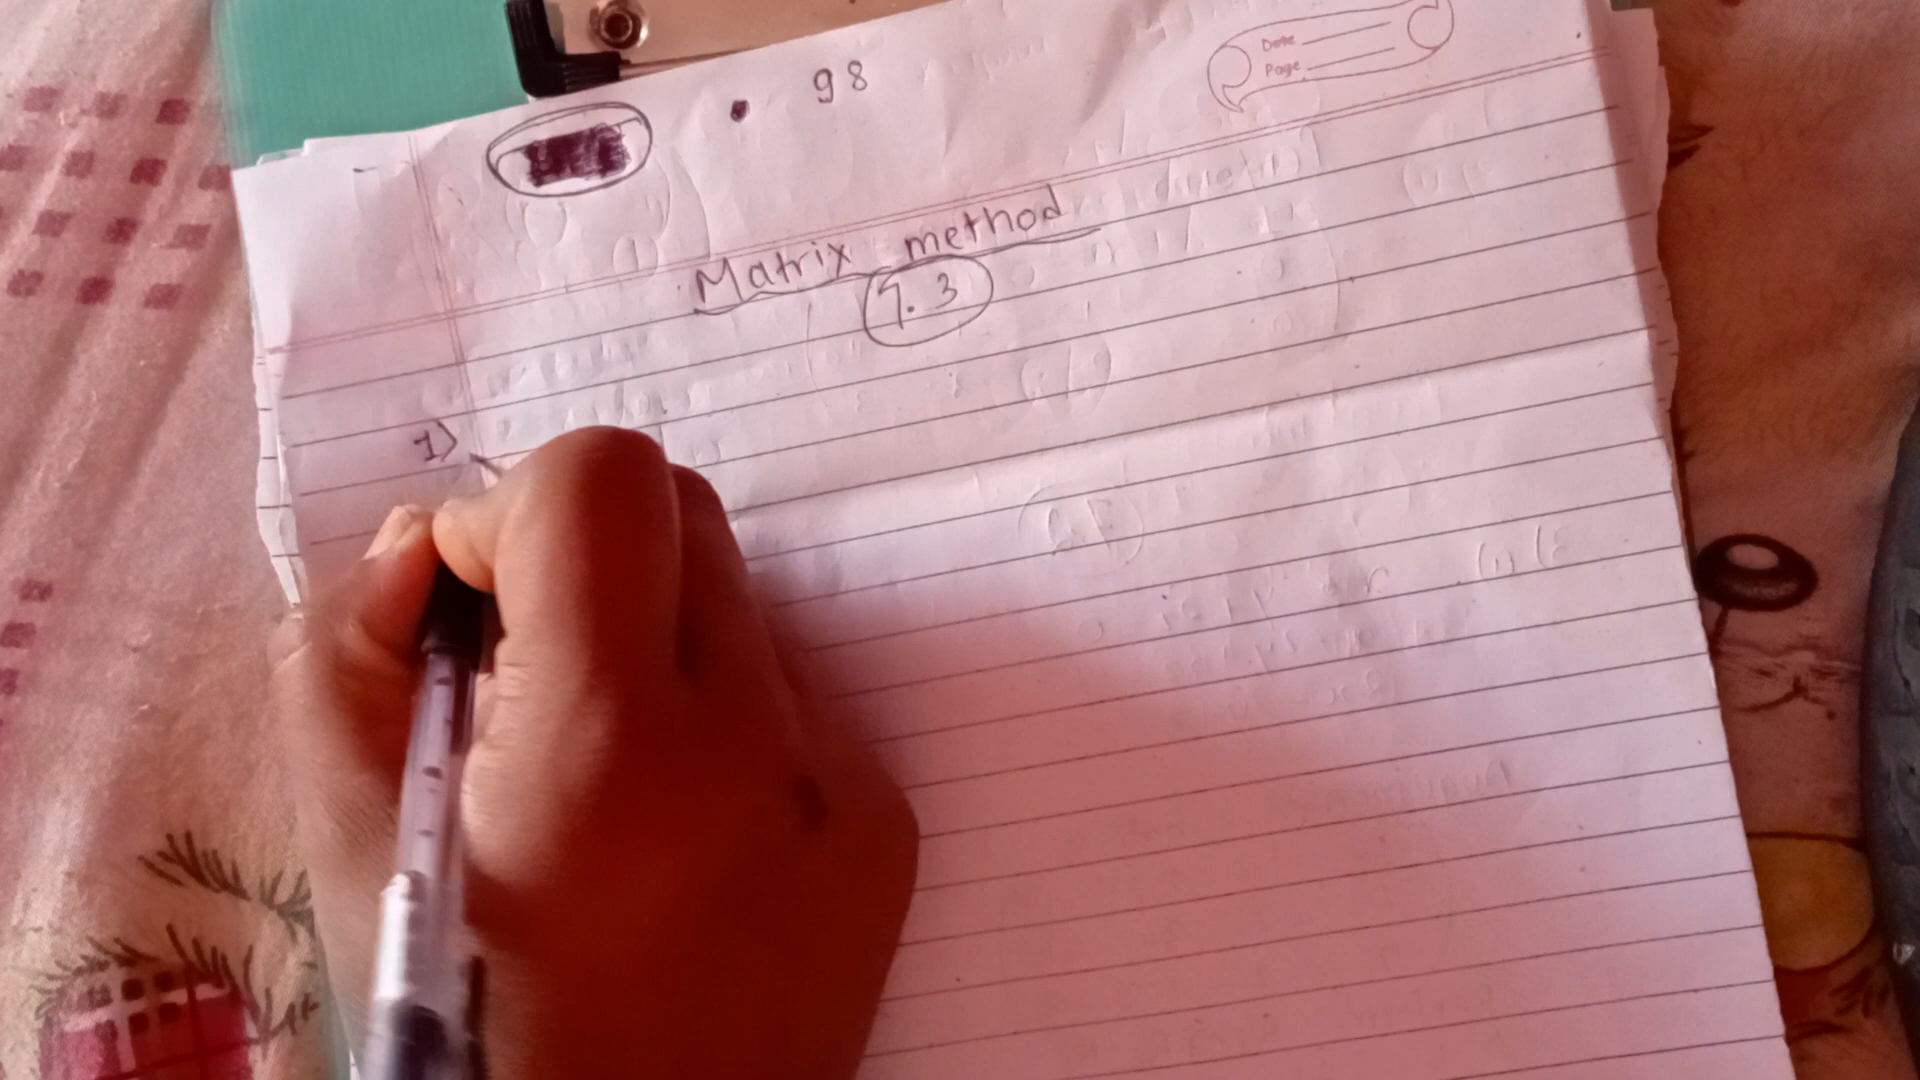 98
Date
Page
Matrix method
7.3
1)